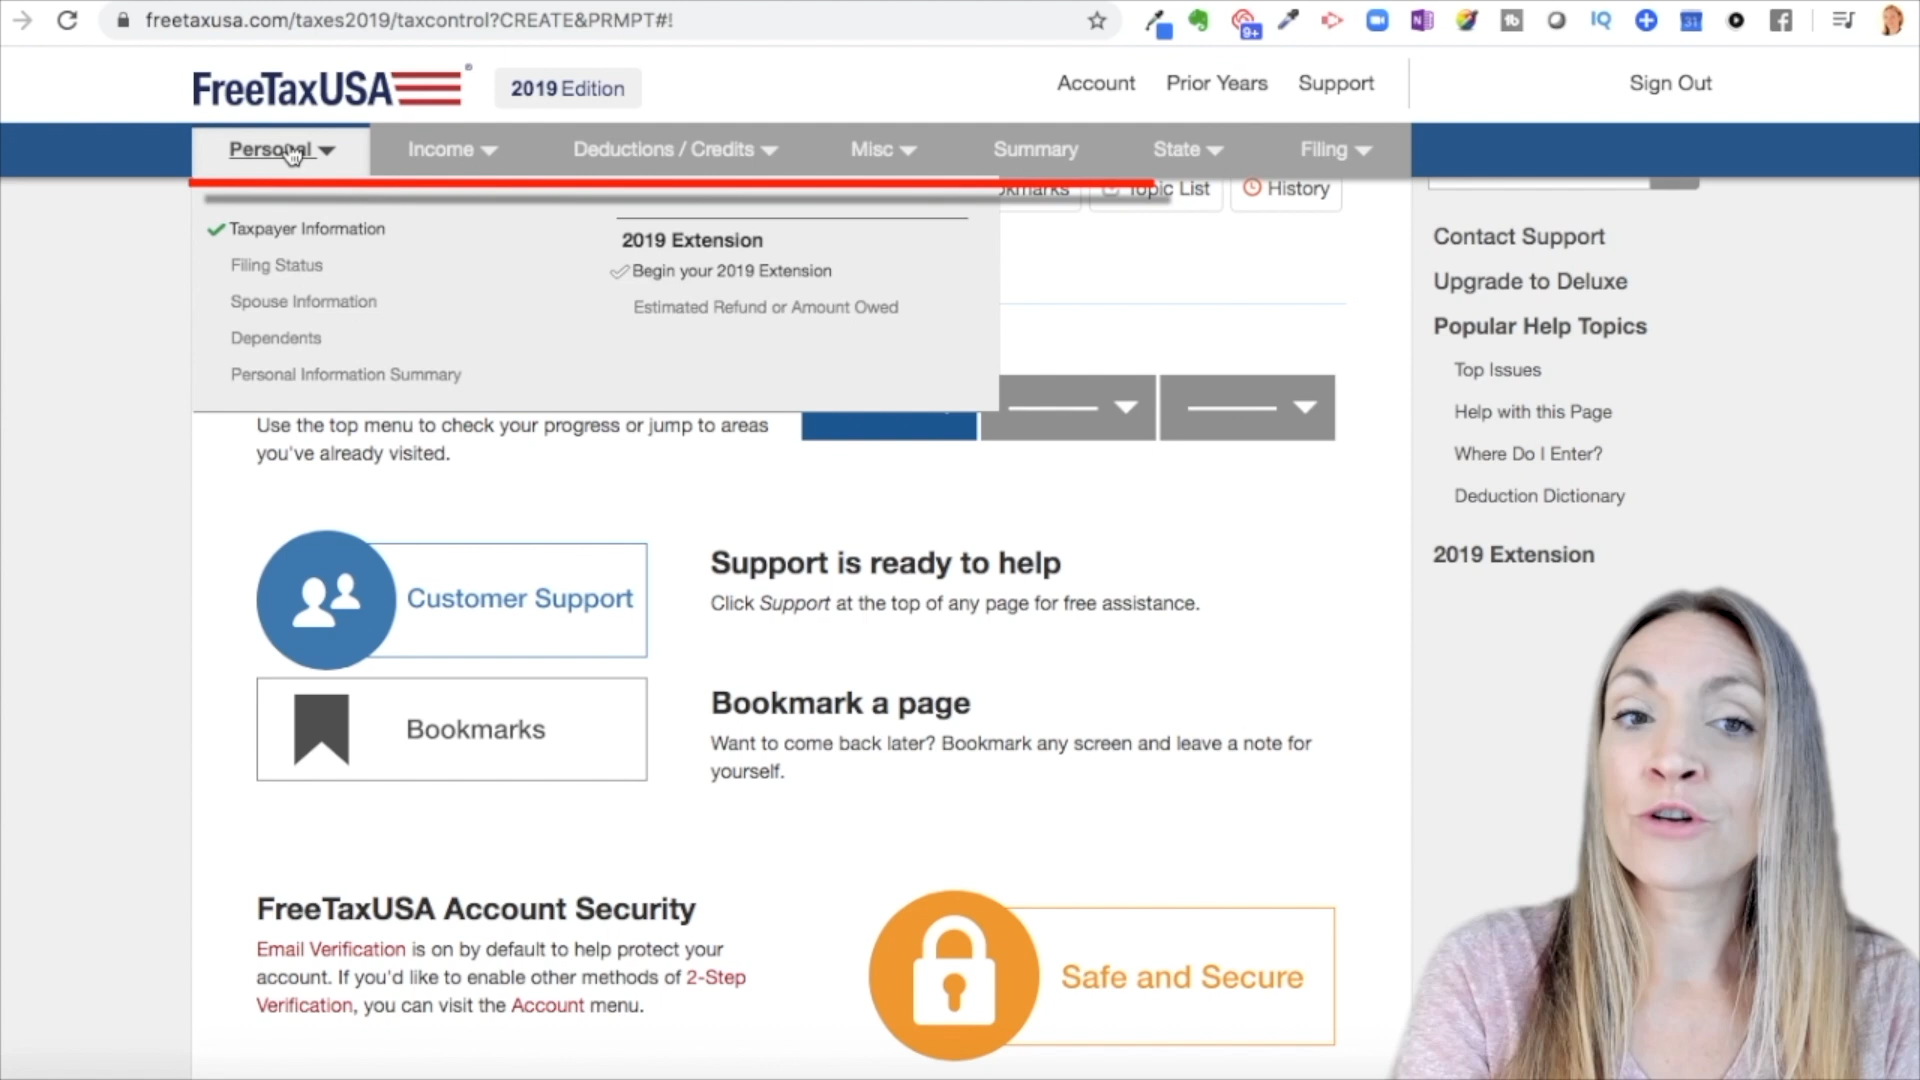 freetaxusa.com/taxes2019/taxcontrol?CREATE&PRMPT#!
9+
31
FreeTaxUSA®
2019 Edition
Account
Prior Years
Support
Sign Out
Personal
Income
Deductions / Credits
Misc
Summary
State
Filing
Topic List
History
Taxpayer Information
Filing Status
Spouse Information
Dependents
Personal Information Summary
2019 Extension
Begin your 2019 Extension
Estimated Refund or Amount Owed
Use the top menu to check your progress or jump to areas
you've already visited.
Customer Support
Support is ready to help
Click Support at the top of any page for free assistance.
Bookmarks
Bookmark a page
Want to come back later? Bookmark any screen and leave a note for
yourself.
FreeTaxUSA Account Security
Email Verification is on by default to help protect your
account. If you'd like to enable other methods of 2-Step
Verification, you can visit the Account menu.
Safe and Secure
Contact Support
Upgrade to Deluxe
Popular Help Topics
Top Issues
Help with this Page
Where Do I Enter?
Deduction Dictionary
2019 Extension